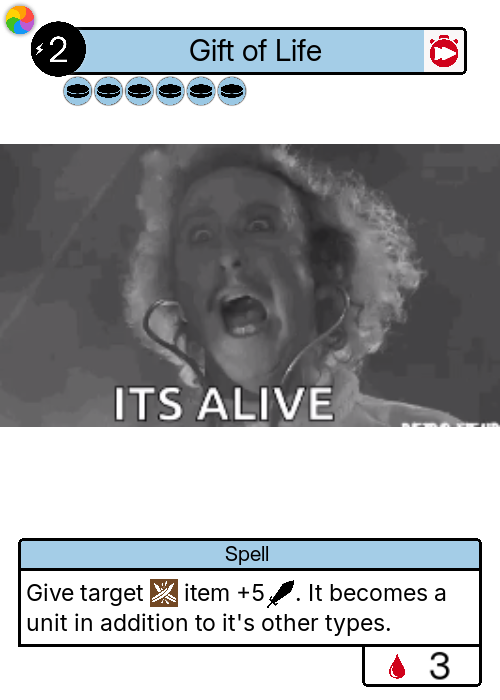 2
Gift of Life
ITS ALIVE
Spell
Give target item +5. It becomes a
unit in addition to it's other types.
3